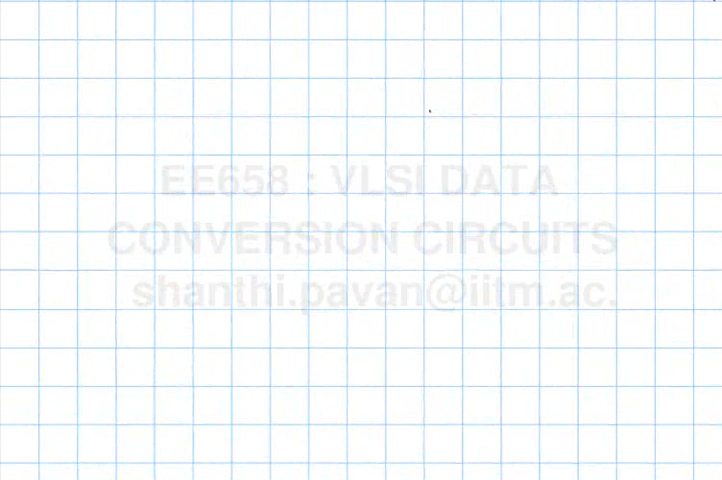 EE658 : VLSI DATA
CONVERSION CIRCUITS
shanthi.pavan@iitm.ac.